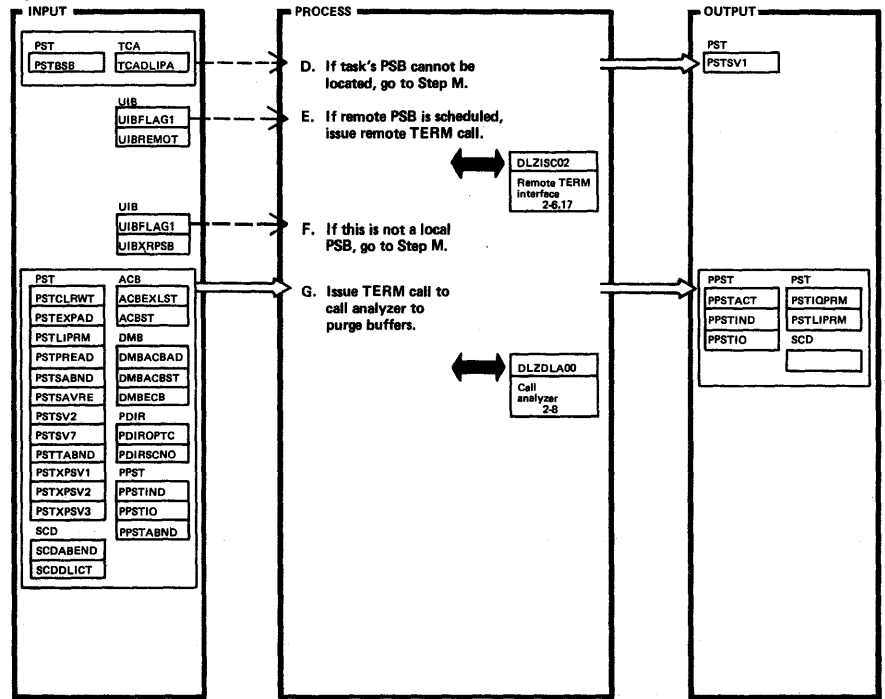 INPUT
PROCESS
OUTPUT
PST
TCA
PSTBSB
TCADLIPA
D. If task's PSB cannot be
located, go to Step M.
PST
PSTSV1
UIB
UIBFLAG1
UIBREMOT
E. If remote PSB is scheduled,
issue remote TERM call.
DLZISC02
Remote TERM
interface
2-6.17
UIB
UIBFLAG1
UIBXRPSB
F. If this is not a local
PSB, go to Step M.
PST
PSTCLRWT
PSTEXPAD
PSTLIPRM
PSTPREAD
PSTSABND
PSTSAVRE
PSTSV2
PSTSV7
PSTTABND
PSTXPSV1
PSTXPSV2
PSTXPSV3
SCD
SCDABEND
SCDDLICT
ACB
ACBEXLST
ACBST
DMB
DMBACBAD
DMBACBST
DMBECB
PDIR
PDIROPTC
PDIRSCNO
PPST
PPSTIND
PPSTIO
PPSTABND
G. Issue TERM call to
call analyzer to
purge buffers.
DLZDLA00
Call
analyzer
2-8
PPST
PPSTACT
PPSTIND
PPSTIO
PST
PSTIQPRM
PSTLIPRM
SCD